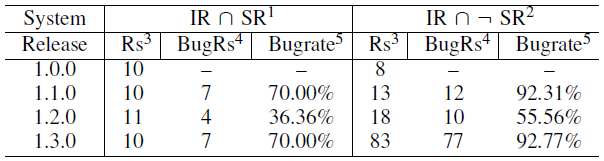 System IR ∩ SR¹ IR ∩ ¬ SR²
Release Rs³ BugRs⁴ Bugrate⁵ Rs³ BugRs⁴ Bugrate⁵
1.0.0 10 – – 8 – –
1.1.0 10 7 70.00% 13 12 92.31%
1.2.0 11 4 36.36% 18 10 55.56%
1.3.0 10 7 70.00% 83 77 92.77%